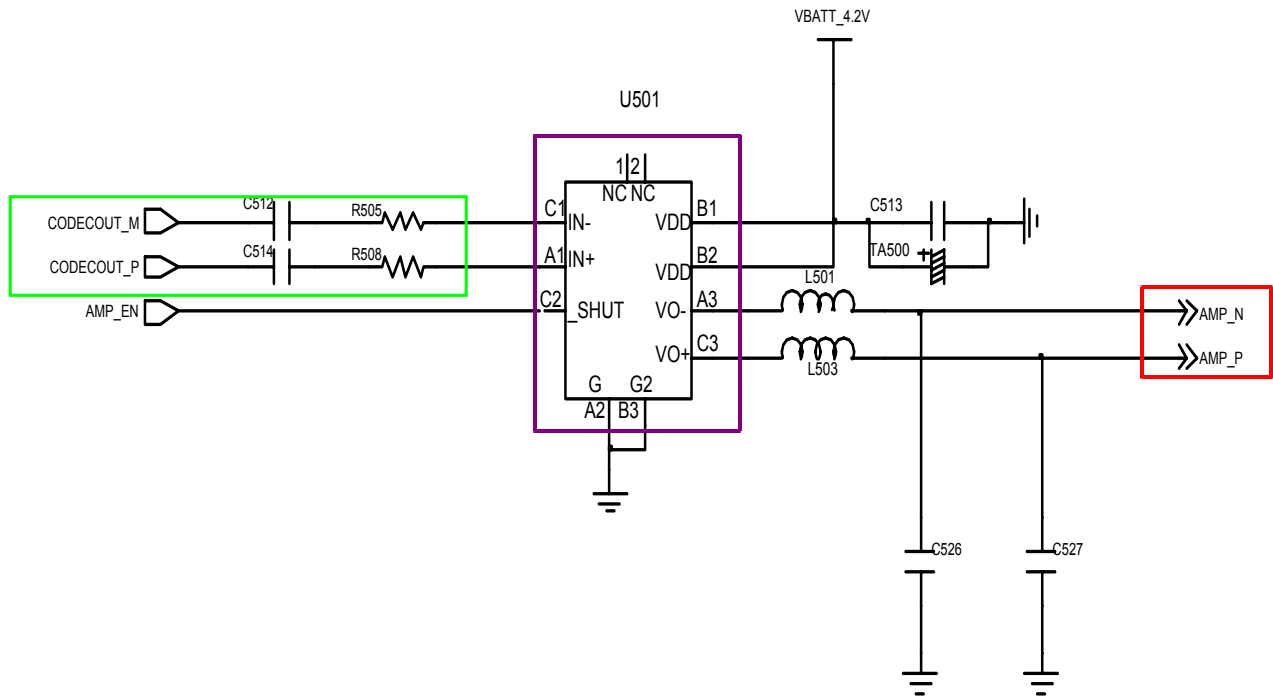 VBATT_4.2V
U501
1 2
NC NC
CODECOUT_M
C512
R505
C1
IN-
VDD
B1
C513
CODECOUT_P
C514
R508
A1
IN+
VDD
B2
TA500
+
L501
AMP_EN
C2
_SHUT
VO-
A3
AMP_N
VO+
C3
L503
AMP_P
G
G2
A2
B3
C526
C527